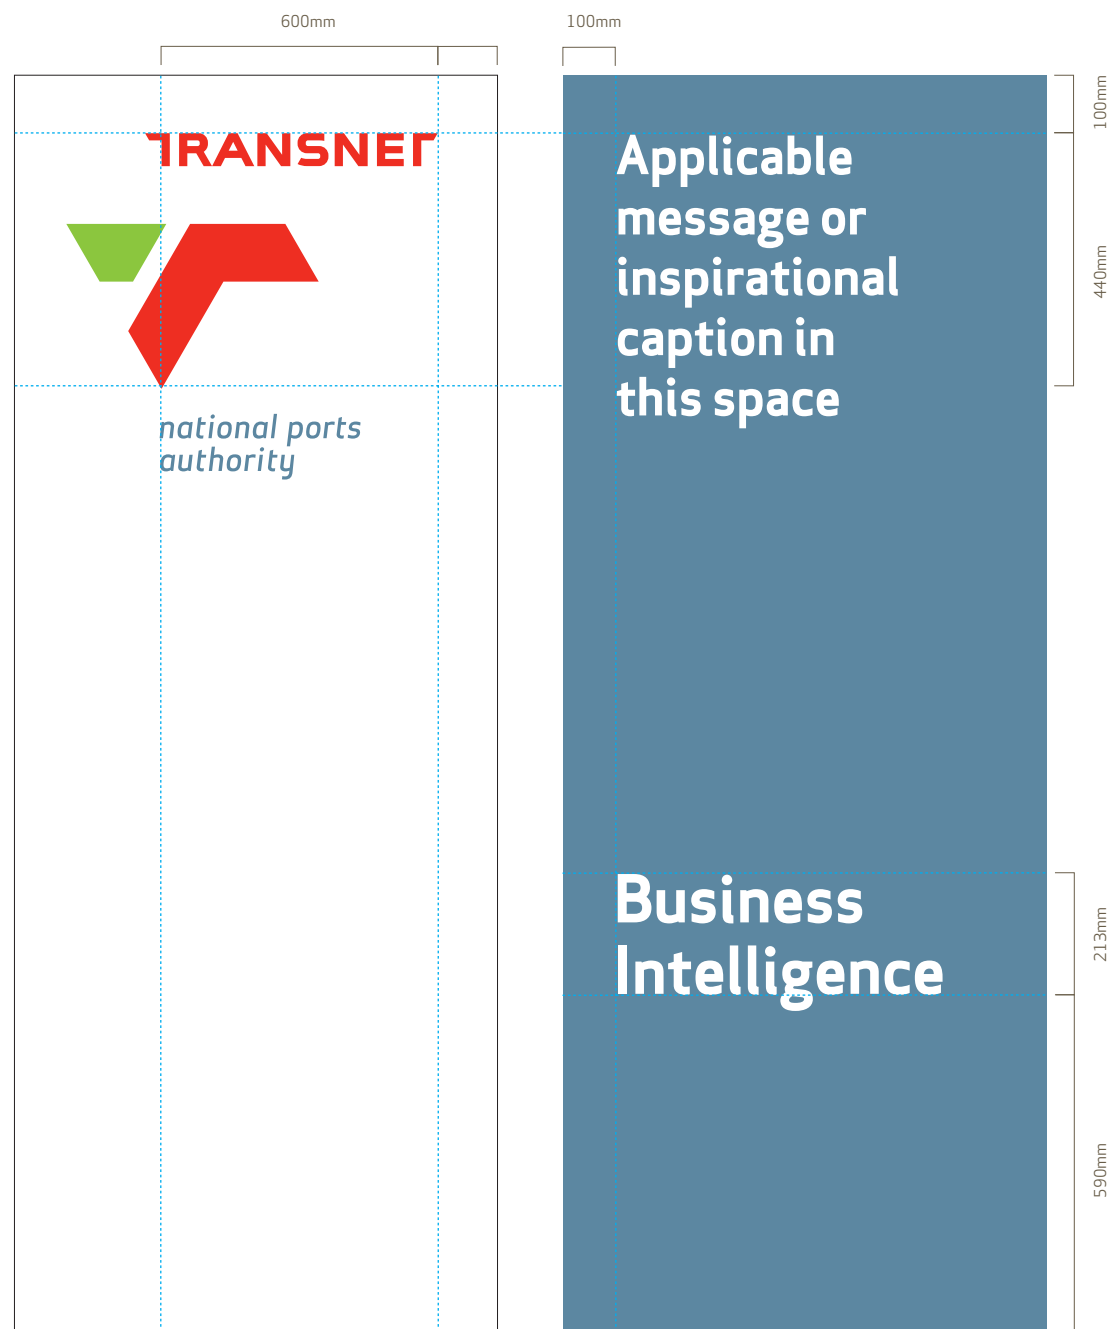 600mm
100mm
TRANSNET
national ports
authority
Applicable
message or
inspirational
caption in
this space
Business
Intelligence
100mm
440mm
213mm
590mm